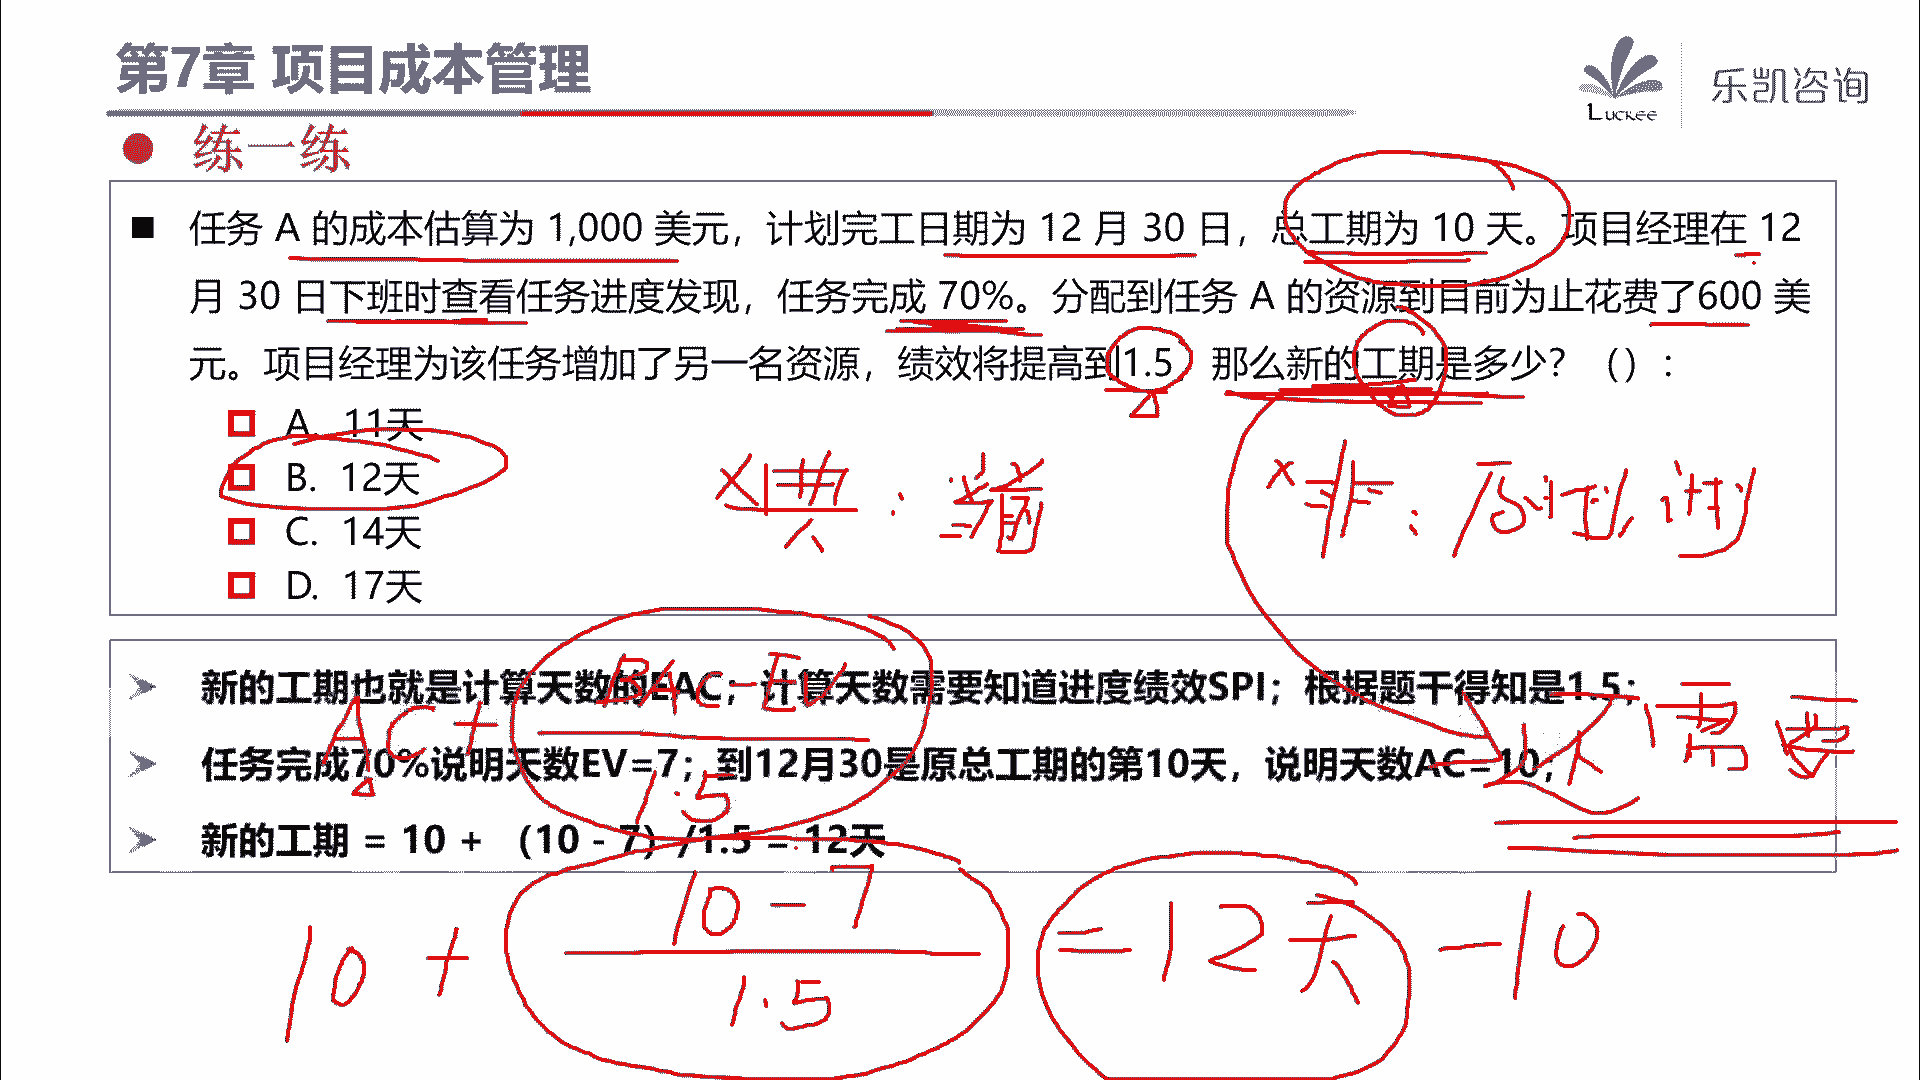 第7章 项目成本管理
Luckee
乐凯咨询
练一练
任务 A 的成本估算为 1,000 美元，计划完工日期为 12 月 30 日，总工期为 10 天。项目经理在 12
月 30 日下班时查看任务进度发现，任务完成 70%。分配到任务 A 的资源到目前为止花费了600 美
元。项目经理为该任务增加了另一名资源，绩效将提高到1.5，那么新的工期是多少？（）：
A. 11天
B. 12天
C. 14天
D. 17天
新的工期也就是计算天数的EAC；计算天数需要知道进度绩效SPI；根据题干得知是1.5；
任务完成70%说明天数EV=7；到12月30是原总工期的第10天，说明天数AC=10；
新的工期 = 10 + （10 - 7）/1.5 = 12天
AC + BAC-EV
1.5
还需要
10 + 10-7 =12天 -10
1.5